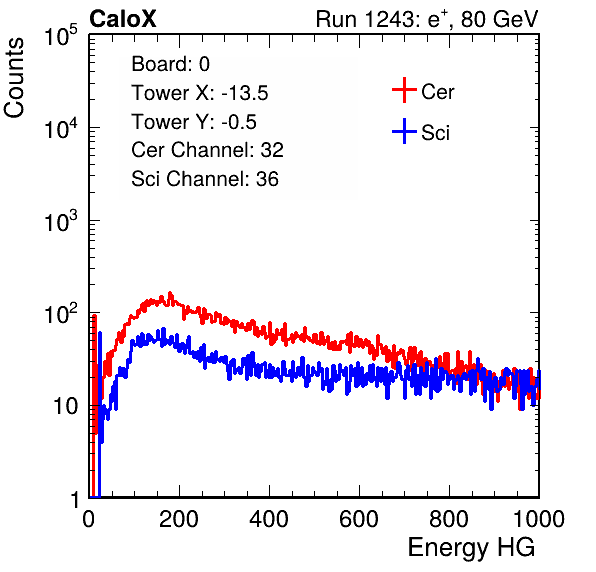 CaloX Run 1243: e⁺, 80 GeV
Counts
10⁵
10⁴
10³
10²
10
1
Board: 0
Tower X: -13.5
Tower Y: -0.5
Cer Channel: 32
Sci Channel: 36
Cer
Sci
0 200 400 600 800 1000
Energy HG